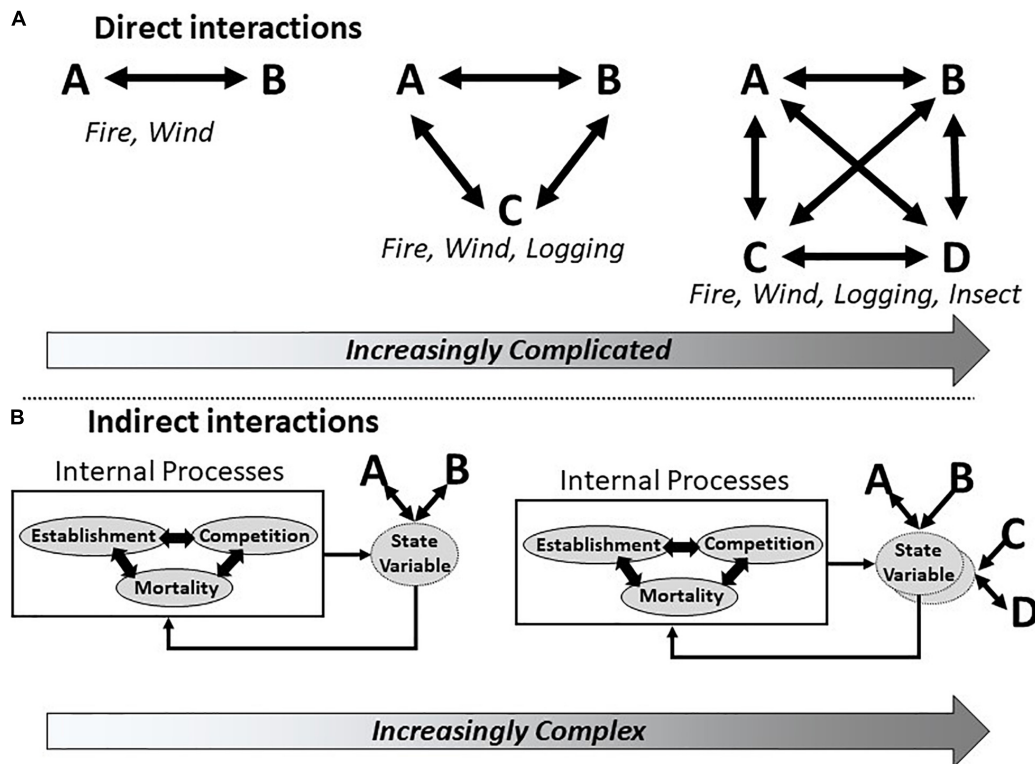 A
Direct interactions
A B
Fire, Wind
A B
C
Fire, Wind, Logging
A B
C D
Fire, Wind, Logging, Insect
Increasingly Complicated
B
Indirect interactions
Internal Processes
Establishment Competition
Mortality
A B
State
Variable
Internal Processes
Establishment Competition
Mortality
A B
C
D
State
Variable
Increasingly Complex